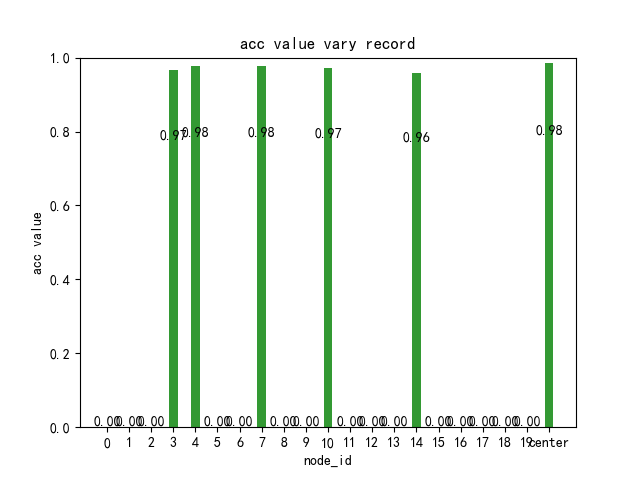 acc value vary record
1.0
0.8
0.6
0.4
0.2
0.0
acc value
0.97 0.98 0.98 0.97 0.96 0.98
0.00 0.00 0.00 0.00 0.00 0.00 0.00 0.00 0.00 0.00 0.00 0.00 0.00 0.00 0.00
0 1 2 3 4 5 6 7 8 9 10 11 12 13 14 15 16 17 18 19 center
node_id